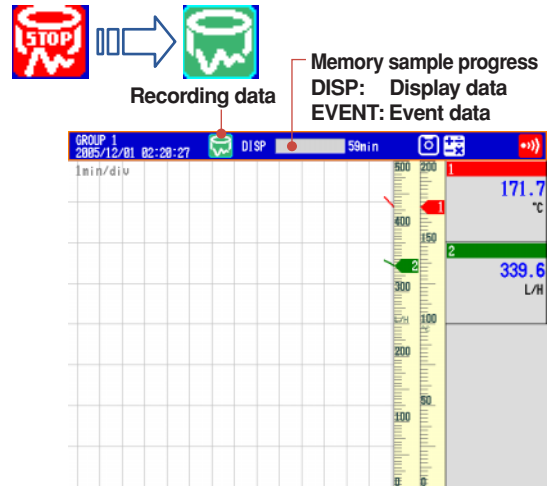 STOP
Memory sample progress
DISP: Display data
EVENT: Event data
Recording data
GROUP 1
2005/12/01 02:20:27
DISP
59min
1min/div
500
200
1
171.7
°C
1
400
150
2
339.6
L/H
2
300
L/H
100
°C
200
50
100
0
0